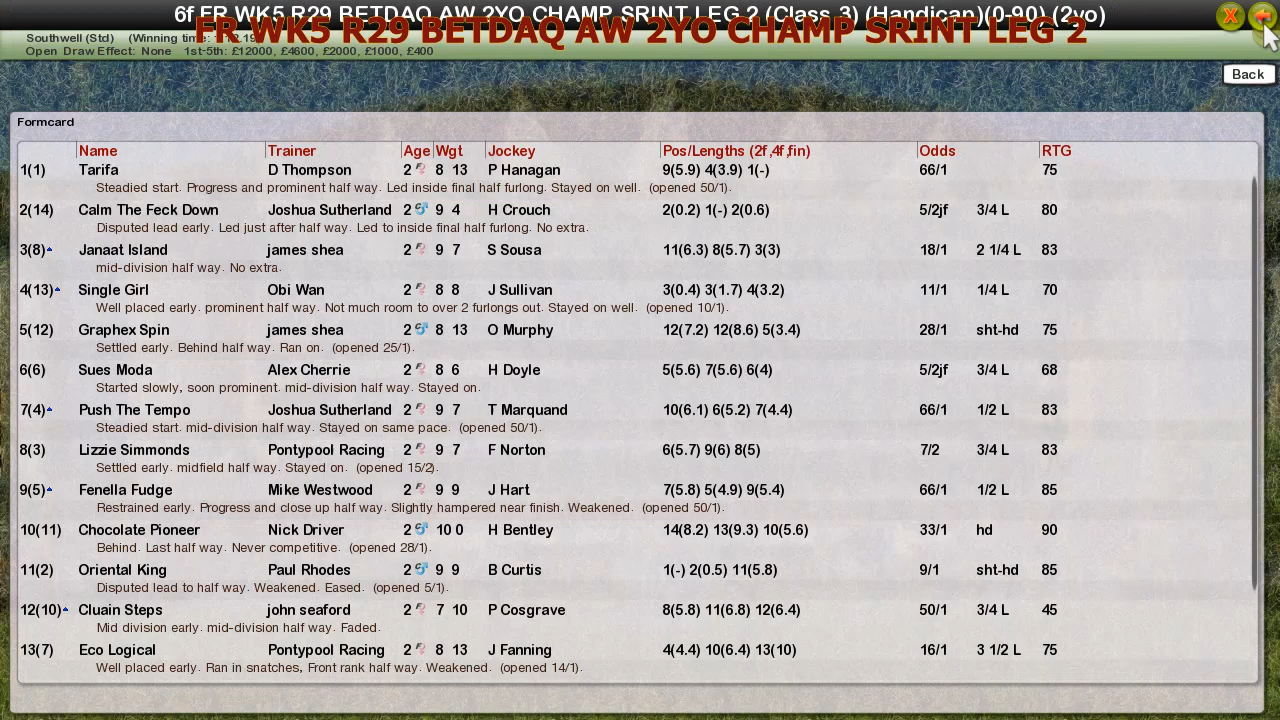 6f FR WK5 R29 BETDAQ AW 2YO CHAMP SRINT LEG 2 (Class 3) (Handicap)(0-90) (2yo)
FR WK5 R29 BETDAQ AW 2YO CHAMP SRINT LEG 2
Southwell (Std) (Winning time:
Open Draw Effect: None 1st-5th: £12000, £4600, £2000, £1000, £400
X
Back
Formcard
Name Trainer Age Wgt Jockey Pos/Lengths (2f,4f,fin) Odds RTG
1(1) Tarifa D Thompson 2 8 13 P Hanagan 9(5.9) 4(3.9) 1(-) 66/1 75
Steadied start. Progress and prominent half way. Led inside final half furlong. Stayed on well. (opened 50/1).
2(14) Calm The Feck Down Joshua Sutherland 2 9 4 H Crouch 2(0.2) 1(-) 2(0.6) 5/2jf 3/4 L 80
Disputed lead early. Led just after half way. Led to inside final half furlong. No extra.
3(8) Janaat Island james shea 2 9 7 S Sousa 11(6.3) 8(5.7) 3(3) 18/1 2 1/4 L 83
mid-division half way. No extra.
4(13) Single Girl Obi Wan 2 8 8 J Sullivan 3(0.4) 3(1.7) 4(3.2) 11/1 1/4 L 70
Well placed early. prominent half way. Not much room to over 2 furlongs out. Stayed on well. (opened 10/1).
5(12) Graphex Spin james shea 2 8 13 O Murphy 12(7.2) 12(8.6) 5(3.4) 28/1 sht-hd 75
Settled early. Behind half way. Ran on. (opened 25/1).
6(6) Sues Moda Alex Cherrie 2 8 6 H Doyle 5(5.6) 7(5.6) 6(4) 5/2jf 3/4 L 68
Started slowly, soon prominent. mid-division half way. Stayed on.
7(4) Push The Tempo Joshua Sutherland 2 9 7 T Marquand 10(6.1) 6(5.2) 7(4.4) 66/1 1/2 L 83
Steadied start. mid-division half way. Stayed on same pace. (opened 50/1).
8(3) Lizzie Simmonds Pontypool Racing 2 9 7 F Norton 6(5.7) 9(6) 8(5) 7/2 3/4 L 83
Settled early. midfield half way. Stayed on. (opened 15/2).
9(5) Fenella Fudge Mike Westwood 2 9 9 J Hart 7(5.8) 5(4.9) 9(5.4) 66/1 1/2 L 85
Restrained early. Progress and close up half way. Slightly hampered near finish. Weakened. (opened 50/1).
10(11) Chocolate Pioneer Nick Driver 2 10 0 H Bentley 14(8.2) 13(9.3) 10(5.6) 33/1 hd 90
Behind. Last half way. Never competitive. (opened 28/1).
11(2) Oriental King Paul Rhodes 2 9 9 B Curtis 1(-) 2(0.5) 11(5.8) 9/1 sht-hd 85
Disputed lead to half way. Weakened. Eased. (opened 5/1).
12(10) Cluain Steps john seaford 2 7 10 P Cosgrave 8(5.8) 11(6.8) 12(6.4) 50/1 3/4 L 45
Mid division early. mid-division half way. Faded.
13(7) Eco Logical Pontypool Racing 2 8 13 J Fanning 4(4.4) 10(6.4) 13(10) 16/1 3 1/2 L 75
Well placed early. Ran in snatches, Front rank half way. Weakened. (opened 14/1).